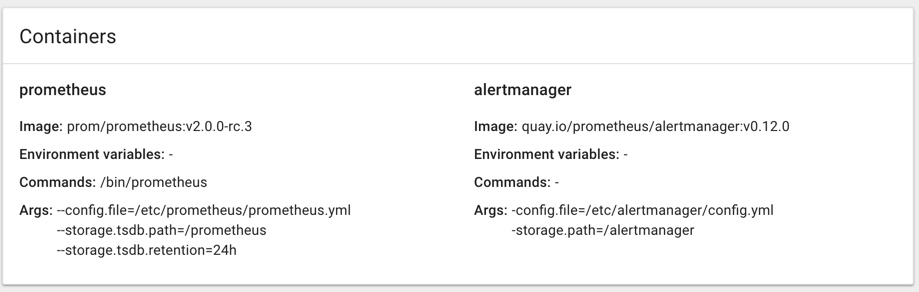 Containers
prometheus
Image: prom/prometheus:v2.0.0-rc.3
Environment variables: -
Commands: /bin/prometheus
Args: --config.file=/etc/prometheus/prometheus.yml
--storage.tsdb.path=/prometheus
--storage.tsdb.retention=24h
alertmanager
Image: quay.io/prometheus/alertmanager:v0.12.0
Environment variables: -
Commands: -
Args: -config.file=/etc/alertmanager/config.yml
-storage.path=/alertmanager